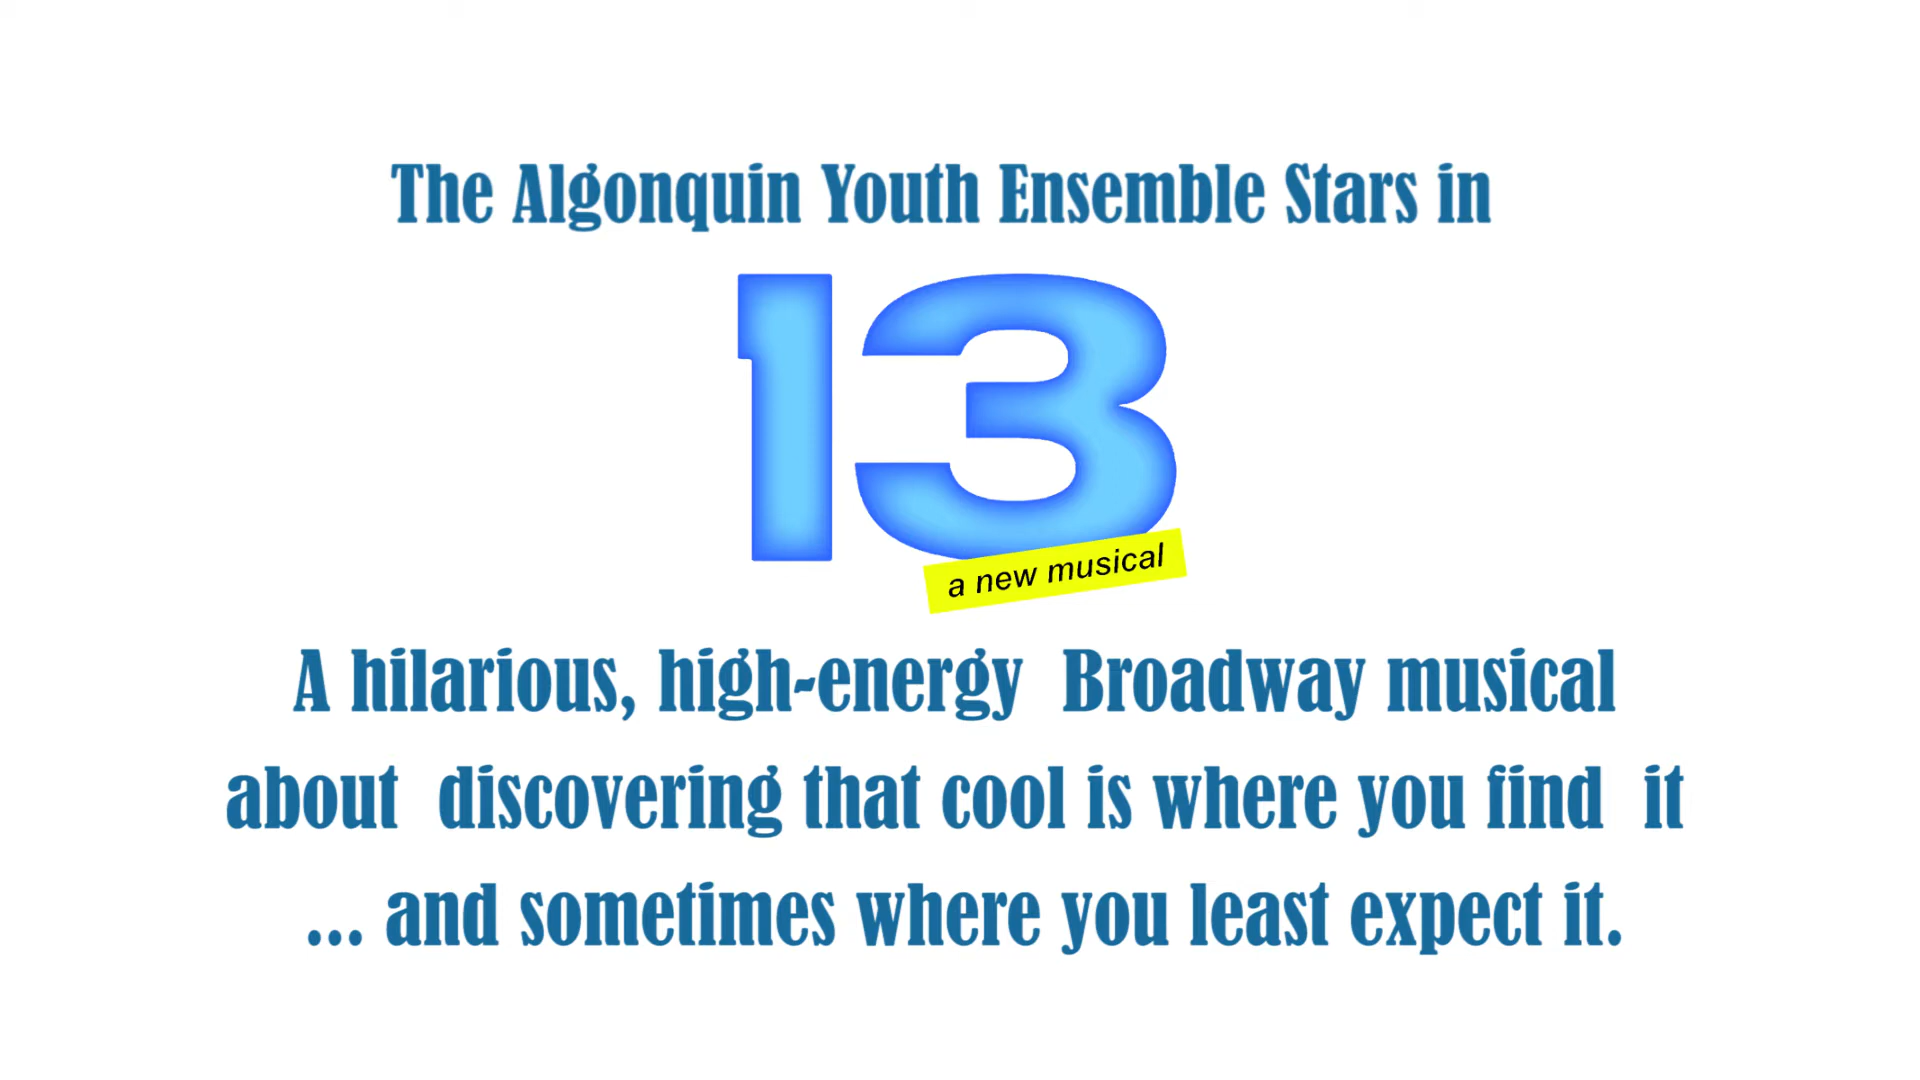 The Algonquin Youth Ensemble Stars in
13
a new musical
A hilarious, high-energy Broadway musical
about discovering that cool is where you find it
... and sometimes where you least expect it.